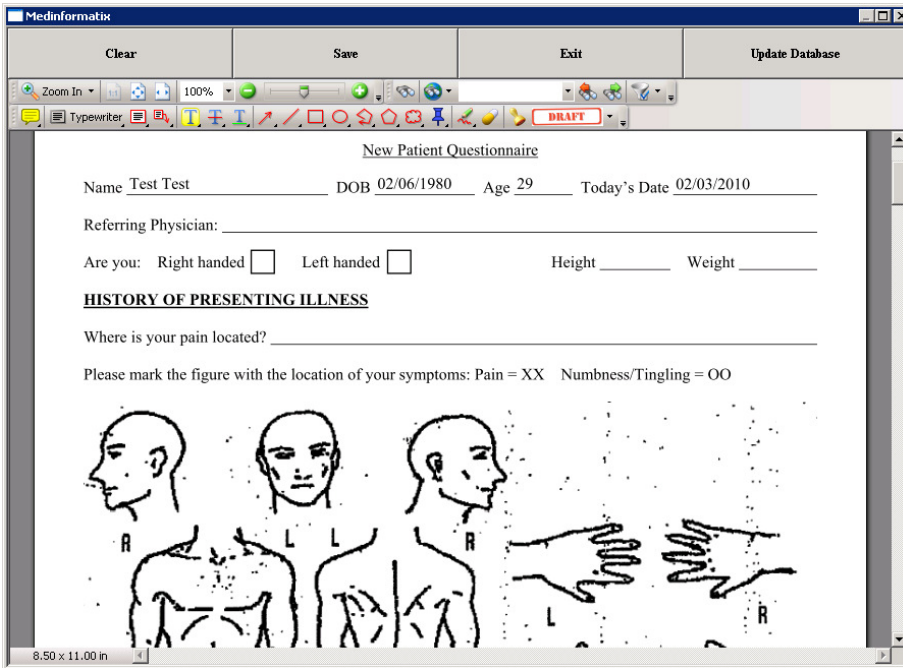 Medinformatix
Clear Save Exit Update Database
Zoom In 100%
Typewriter DRAFT
New Patient Questionnaire
Name Test Test DOB 02/06/1980 Age 29 Today's Date 02/03/2010
Referring Physician:
Are you: Right handed Left handed Height Weight
HISTORY OF PRESENTING ILLNESS
Where is your pain located?
Please mark the figure with the location of your symptoms: Pain = XX Numbness/Tingling = OO
R L L R
L R
8.50 x 11.00 in